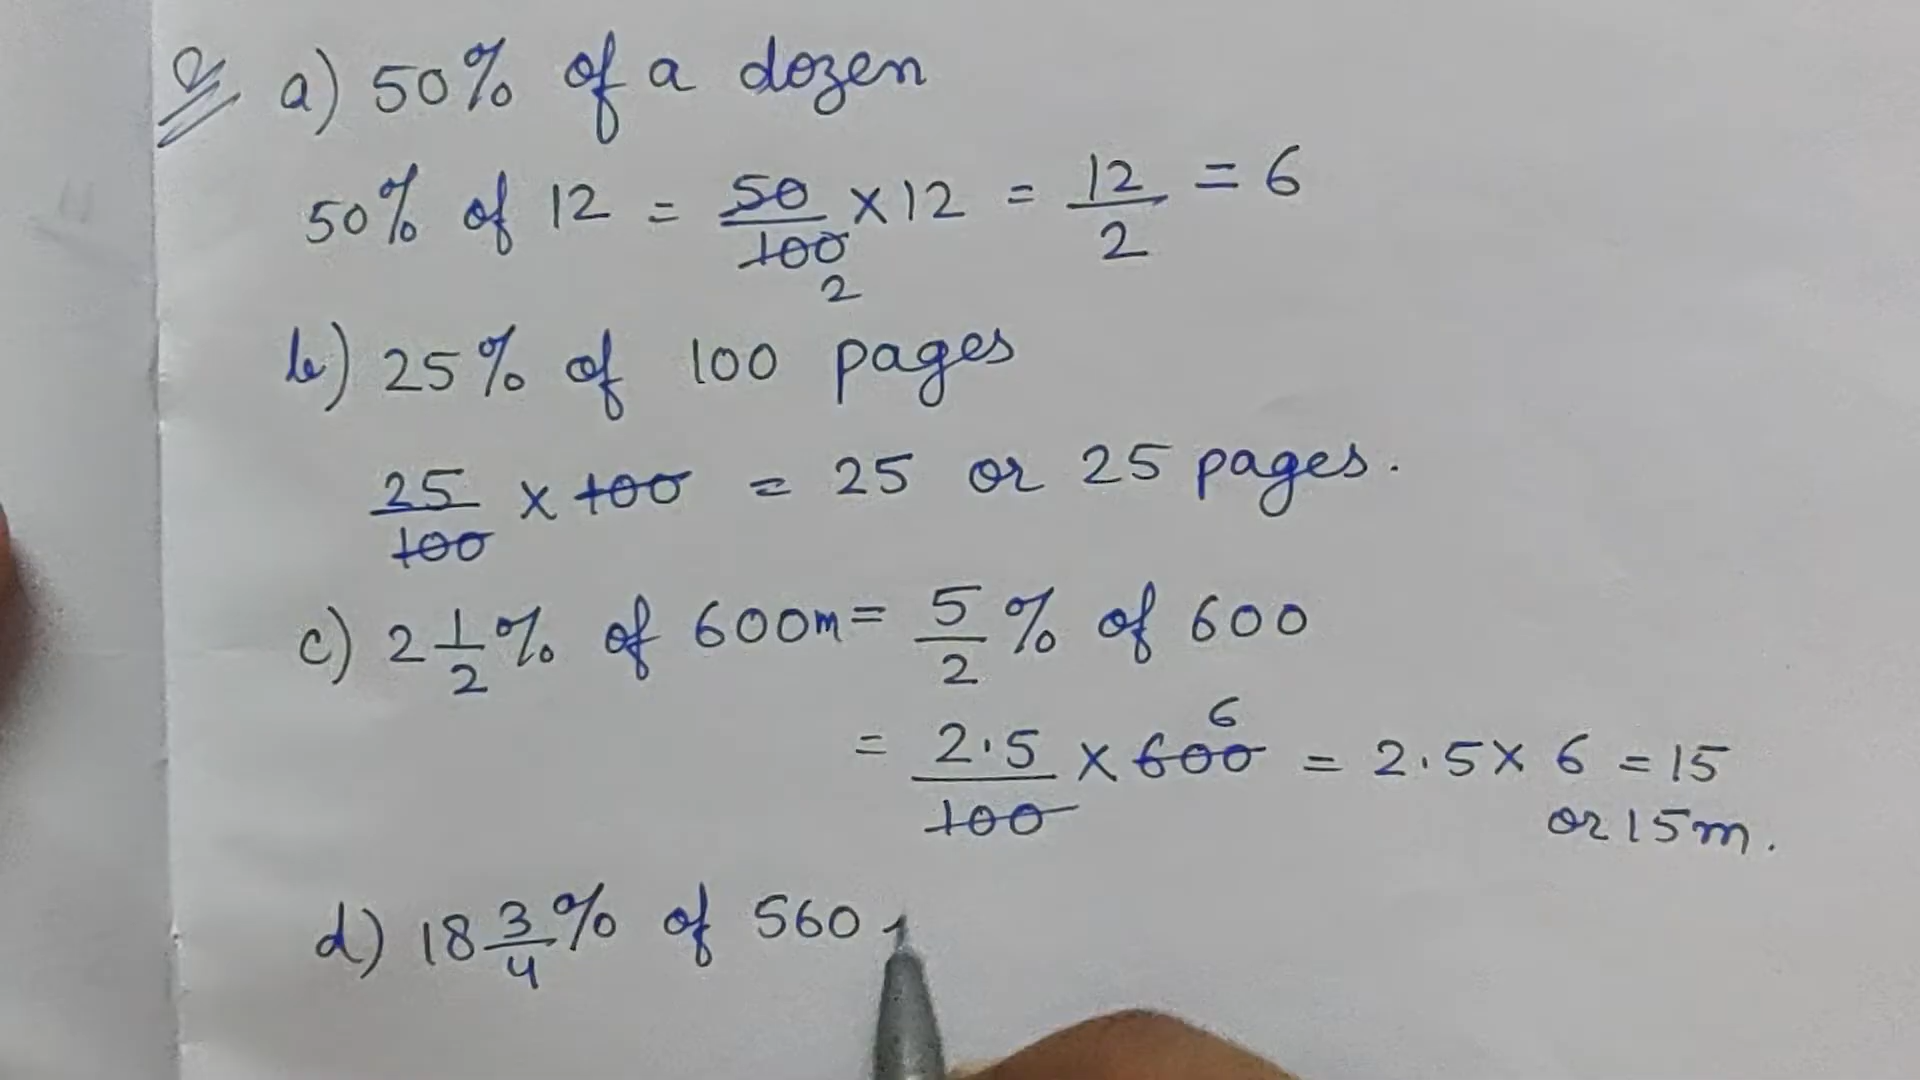 Q a) 50% of a dozen
50% of 12 = 50/100 × 12 = 12/2 = 6
2
b) 25% of 100 pages
25/100 × 100 = 25 or 25 pages.
c) 2 1/2 % of 600m = 5/2 % of 600
6
= 2.5/100 × 600 = 2.5 × 6 = 15
or 15m.
d) 18 3/4 % of 560